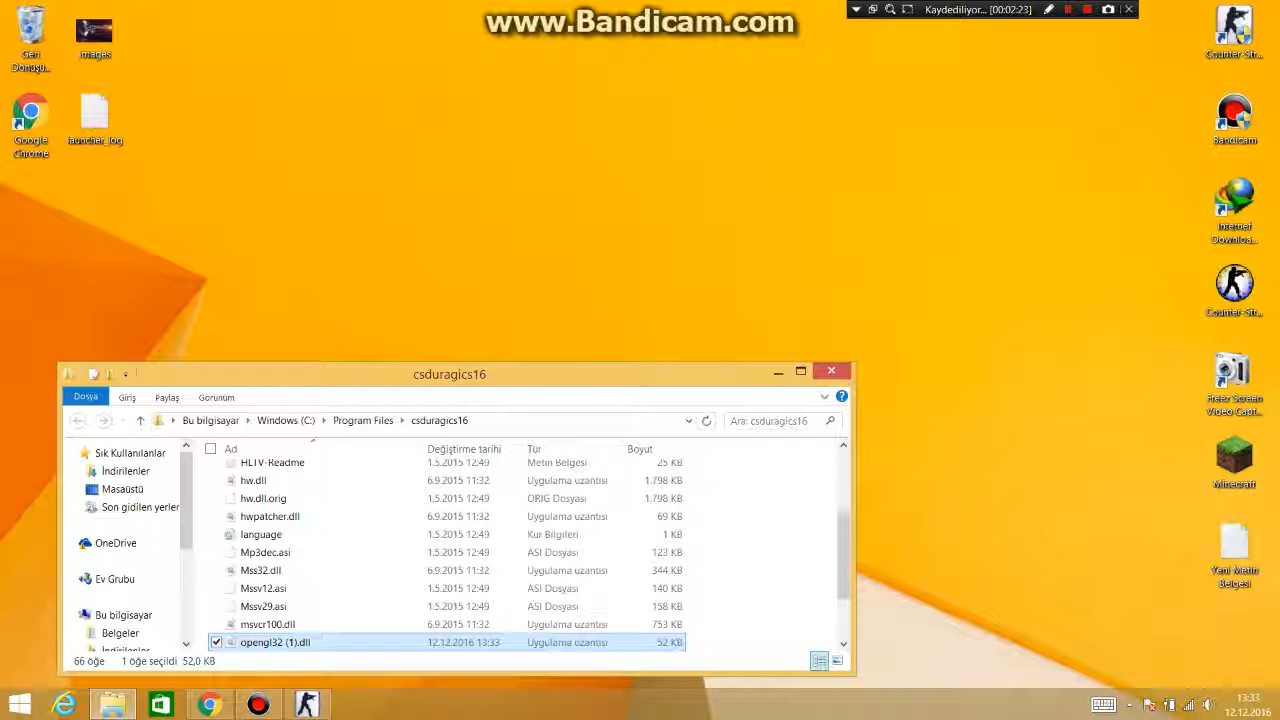 www.Bandicam.com
Kaydediliyor... [00:02:23]
Geri
Dönüşü...
images
Google
Chrome
launcher_log
Counter-Str...
Bandicam
Internet
Downloa...
Counter-Str...
Freez Screen
Video Capt...
Minecraft
Yeni Metin
Belgesi
csduragics16
Dosya Giriş Paylaş Görünüm
Bu bilgisayar Windows (C:) Program Files csduragics16
Ara: csduragics16
Sık Kullanılanlar
İndirilenler
Masaüstü
Son gidilen yerler
OneDrive
Ev Grubu
Bu bilgisayar
Belgeler
İndirilenler
Ad Değiştirme tarihi Tür Boyut
HLTV-Readme 1.5.2015 12:49 Metin Belgesi 25 KB
hw.dll 6.9.2015 11:32 Uygulama uzantısı 1.798 KB
hw.dll.orig 1.5.2015 12:49 ORIG Dosyası 1.798 KB
hwpatcher.dll 6.9.2015 11:32 Uygulama uzantısı 69 KB
language 1.5.2015 12:49 Kur Bilgileri 1 KB
Mp3dec.asi 1.5.2015 12:49 ASI Dosyası 123 KB
Mss32.dll 6.9.2015 11:32 Uygulama uzantısı 344 KB
Mssv12.asi 1.5.2015 12:49 ASI Dosyası 140 KB
Mssv29.asi 1.5.2015 12:49 ASI Dosyası 158 KB
msvcr100.dll 6.9.2015 11:32 Uygulama uzantısı 753 KB
opengl32 (1).dll 12.12.2016 13:33 Uygulama uzantısı 52 KB
66 öğe 1 öğe seçildi 52,0 KB
13:33
12.12.2016